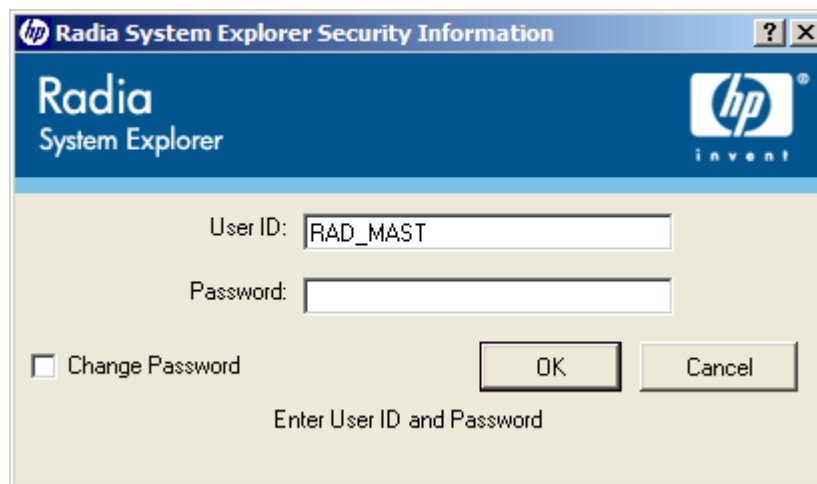 hp Radia System Explorer Security Information ? X
Radia
System Explorer
hp ®
invent
User ID: RAD_MAST
Password:
Change Password OK Cancel
Enter User ID and Password